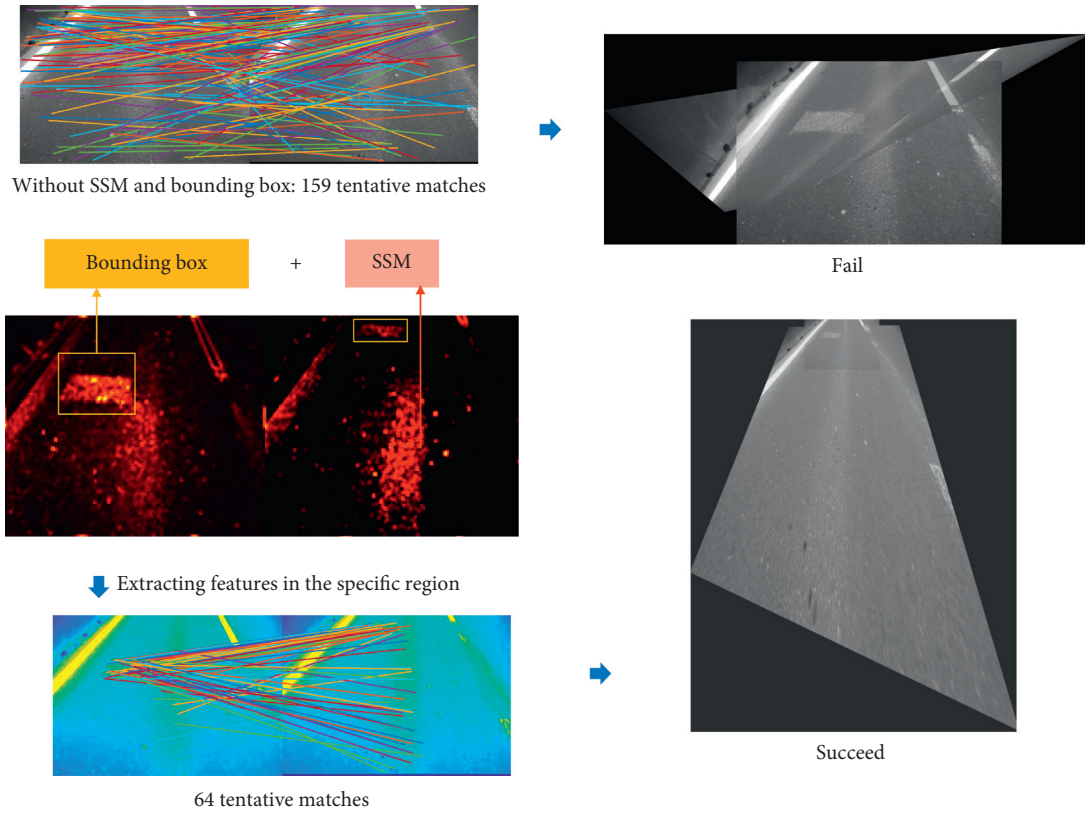 Without SSM and bounding box: 159 tentative matches
Fail
Bounding box
+
SSM
Extracting features in the specific region
64 tentative matches
Succeed